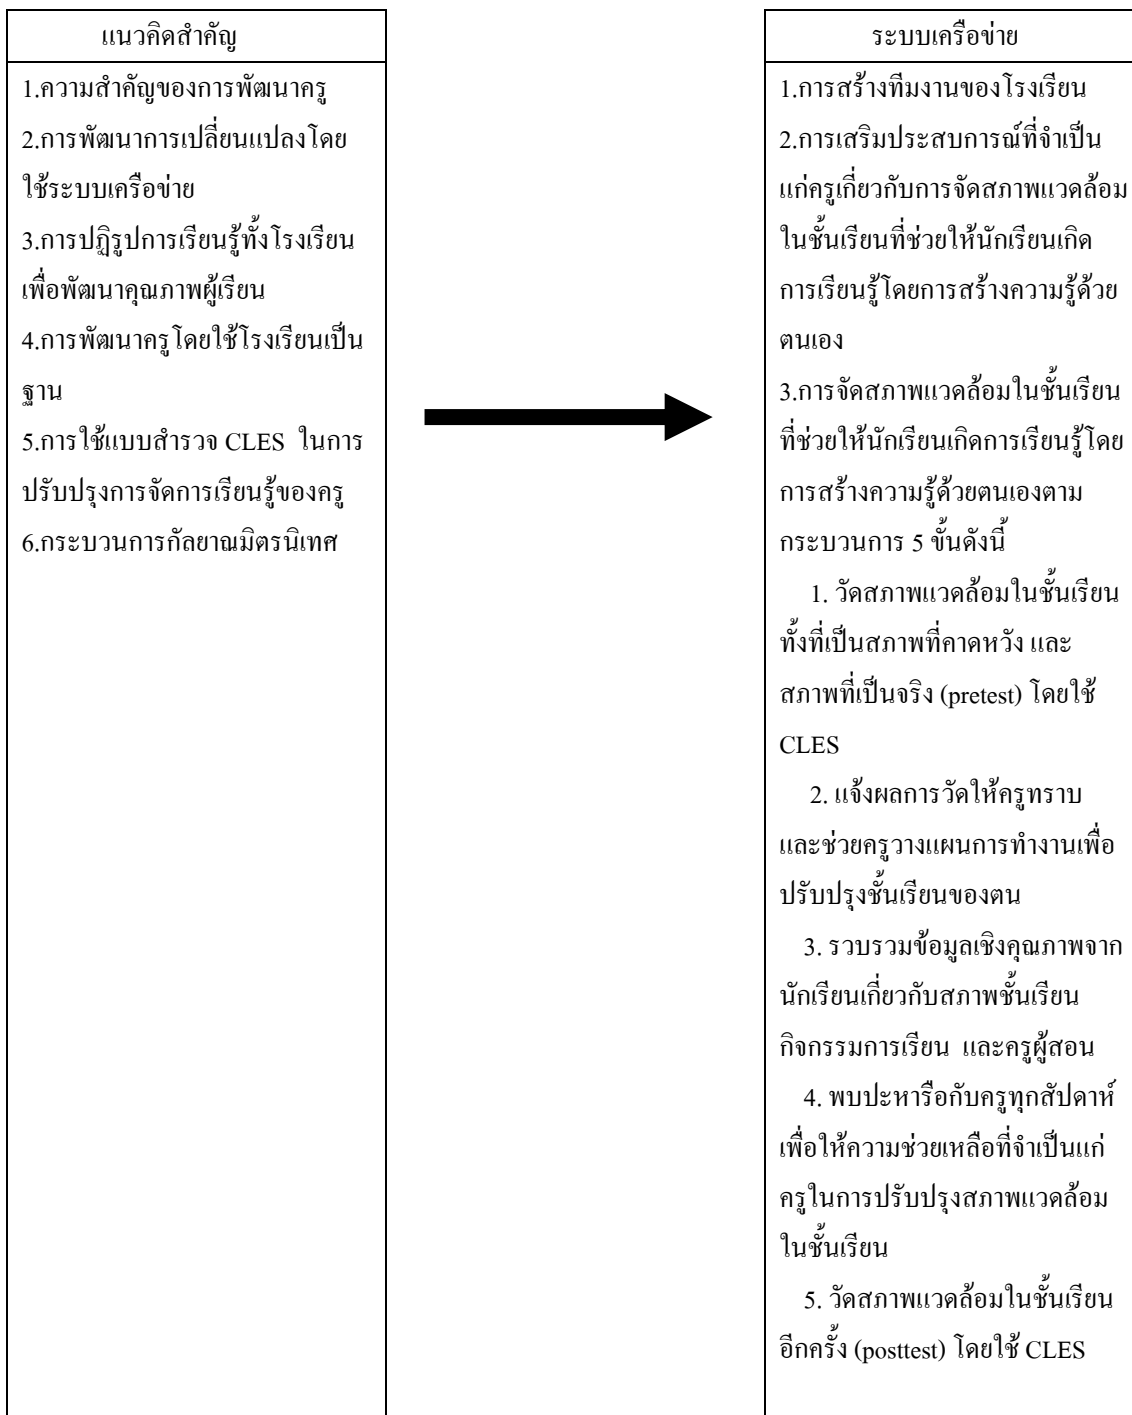 แนวคิดสำคัญ
1.ความสำคัญของการพัฒนาครู
2.การพัฒนาการเปลี่ยนแปลงโดย
ใช้ระบบเครือข่าย
3.การปฏิรูปการเรียนรู้ทั้งโรงเรียน
เพื่อพัฒนาคุณภาพผู้เรียน
4.การพัฒนาครูโดยใช้โรงเรียนเป็น
ฐาน
5.การใช้แบบสำรวจ CLES ในการ
ปรับปรุงการจัดการเรียนรู้ของครู
6.กระบวนการกัลยาณมิตรนิเทศ
ระบบเครือข่าย
1.การสร้างทีมงานของโรงเรียน
2.การเสริมประสบการณ์ที่จำเป็น
แก่ครูเกี่ยวกับการจัดสภาพแวดล้อม
ในชั้นเรียนที่ช่วยให้นักเรียนเกิด
การเรียนรู้โดยการสร้างความรู้ด้วย
ตนเอง
3.การจัดสภาพแวดล้อมในชั้นเรียน
ที่ช่วยให้นักเรียนเกิดการเรียนรู้โดย
การสร้างความรู้ด้วยตนเองตาม
กระบวนการ 5 ขั้นดังนี้
1. วัดสภาพแวดล้อมในชั้นเรียน
ทั้งที่เป็นสภาพที่คาดหวัง และ
สภาพที่เป็นจริง (pretest) โดยใช้
CLES
2. แจ้งผลการวัดให้ครูทราบ
และช่วยครูวางแผนการทำงานเพื่อ
ปรับปรุงชั้นเรียนของตน
3. รวบรวมข้อมูลเชิงคุณภาพจาก
นักเรียนเกี่ยวกับสภาพชั้นเรียน
กิจกรรมการเรียน และครูผู้สอน
4. พบปะหารือกับครูทุกสัปดาห์
เพื่อให้ความช่วยเหลือที่จำเป็นแก่
ครูในการปรับปรุงสภาพแวดล้อม
ในชั้นเรียน
5. วัดสภาพแวดล้อมในชั้นเรียน
อีกครั้ง (posttest) โดยใช้ CLES